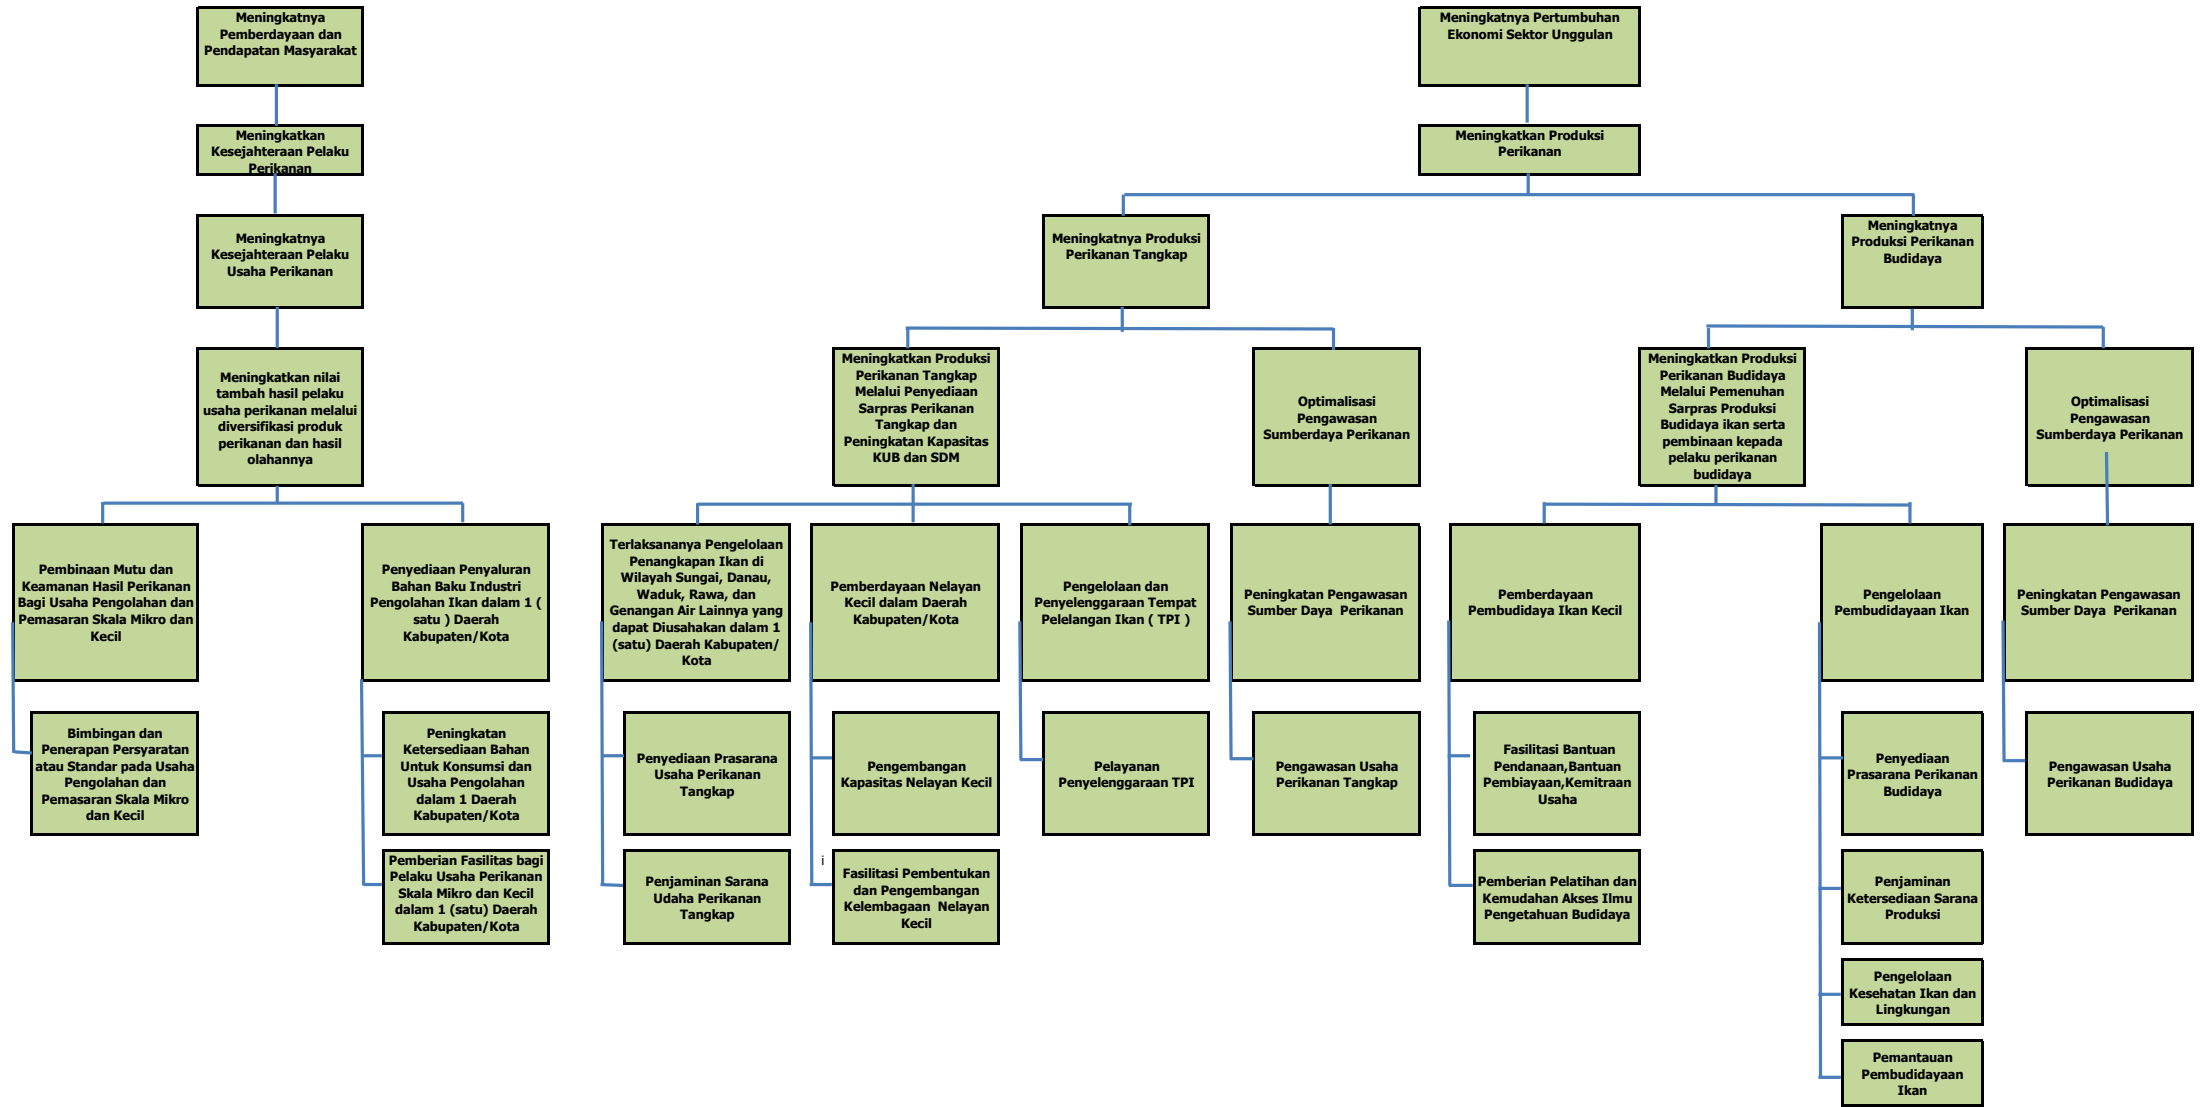 Meningkatnya
Pemberdayaan dan
Pendapatan Masyarakat
Meningkatnya Pertumbuhan
Ekonomi Sektor Unggulan
Meningkatkan
Kesejahteraan Pelaku
Perikanan
Meningkatkan Produksi
Perikanan
Meningkatnya
Kesejahteraan Pelaku
Usaha Perikanan
Meningkatnya Produksi
Perikanan Tangkap
Meningkatnya
Produksi Perikanan
Budidaya
Meningkatkan nilai
tambah hasil pelaku
usaha perikanan melalui
diversifikasi produk
perikanan dan hasil
olahannya
Meningkatkan Produksi
Perikanan Tangkap
Melalui Penyediaan
Sarpras Perikanan
Tangkap dan
Peningkatan Kapasitas
KUB dan SDM
Optimalisasi
Pengawasan
Sumberdaya Perikanan
Meningkatkan Produksi
Perikanan Budidaya
Melalui Pemenuhan
Sarpras Produksi
Budidaya ikan serta
pembinaan kepada
pelaku perikanan
budidaya
Optimalisasi
Pengawasan
Sumberdaya Perikanan
Pembinaan Mutu dan
Keamanan Hasil Perikanan
Bagi Usaha Pengolahan dan
Pemasaran Skala Mikro dan
Kecil
Penyediaan Penyaluran
Bahan Baku Industri
Pengolahan Ikan dalam 1 (
satu ) Daerah
Kabupaten/Kota
Terlaksananya Pengelolaan
Penangkapan Ikan di
Wilayah Sungai, Danau,
Waduk, Rawa, dan
Genangan Air Lainnya yang
dapat Diusahakan dalam 1
(satu) Daerah Kabupaten/
Kota
Pemberdayaan Nelayan
Kecil dalam Daerah
Kabupaten/Kota
Pengelolaan dan
Penyelenggaraan Tempat
Pelelangan Ikan ( TPI )
Peningkatan Pengawasan
Sumber Daya  Perikanan
Pemberdayaan
Pembudidaya Ikan Kecil
Pengelolaan
Pembudidayaan Ikan
Peningkatan Pengawasan
Sumber Daya  Perikanan
Bimbingan dan
Penerapan Persyaratan
atau Standar pada Usaha
Pengolahan dan
Pemasaran Skala Mikro
dan Kecil
Peningkatan
Ketersediaan Bahan
Untuk Konsumsi dan
Usaha Pengolahan
dalam 1 Daerah
Kabupaten/Kota
Penyediaan Prasarana
Usaha Perikanan
Tangkap
Pengembangan
Kapasitas Nelayan Kecil
Pelayanan
Penyelenggaraan TPI
Pengawasan Usaha
Perikanan Tangkap
Fasilitasi Bantuan
Pendanaan,Bantuan
Pembiayaan,Kemitraan
Usaha
Penyediaan
Prasarana Perikanan
Budidaya
Pengawasan Usaha
Perikanan Budidaya
Pemberian Fasilitas bagi
Pelaku Usaha Perikanan
Skala Mikro dan Kecil
dalam 1 (satu) Daerah
Kabupaten/Kota
Penjaminan Sarana
Udaha Perikanan
Tangkap
i
Fasilitasi Pembentukan
dan Pengembangan
Kelembagaan  Nelayan
Kecil
Pemberian Pelatihan dan
Kemudahan Akses Ilmu
Pengetahuan Budidaya
Penjaminan
Ketersediaan Sarana
Produksi
Pengelolaan
Kesehatan Ikan dan
Lingkungan
Pemantauan
Pembudidayaan
Ikan